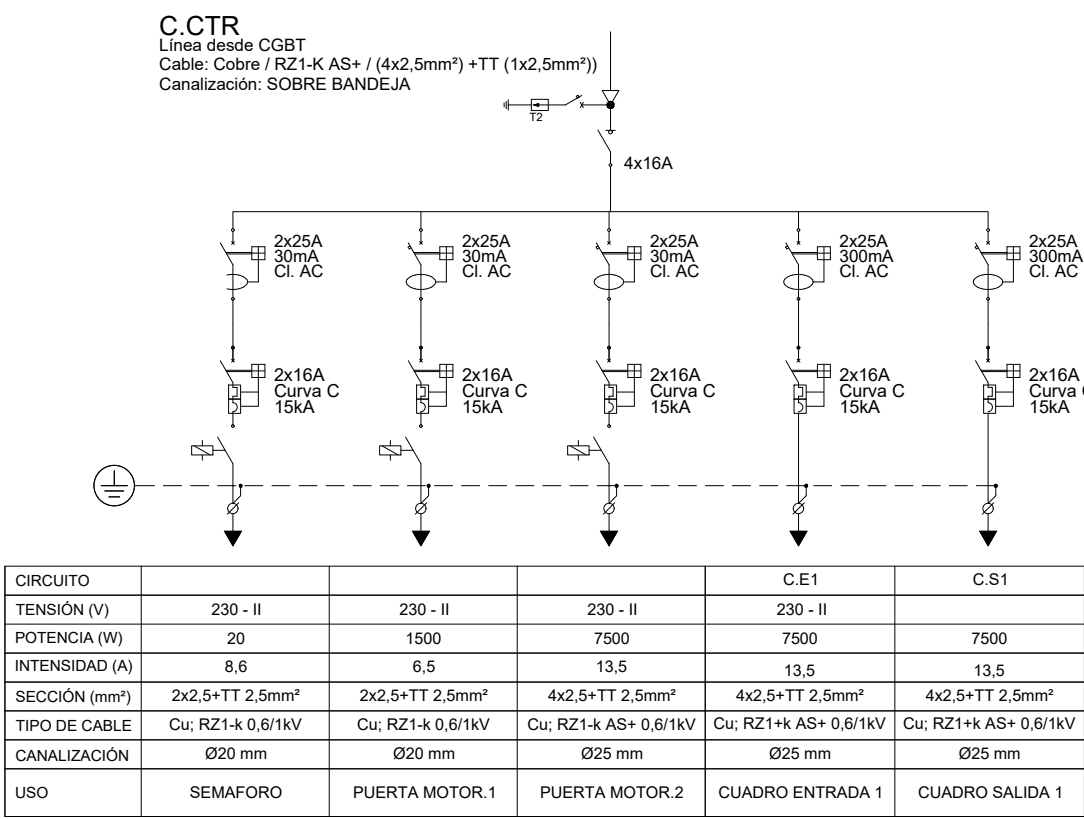 C.CTR
Línea desde CGBT
Cable: Cobre / RZ1-K AS+ / (4x2,5mm²) +TT (1x2,5mm²))
Canalización: SOBRE BANDEJA
T2
4x16A
2x25A
30mA
Cl. AC
2x25A
30mA
Cl. AC
2x25A
30mA
Cl. AC
2x25A
300mA
Cl. AC
2x25A
300mA
Cl. AC
2x16A
Curva C
15kA
2x16A
Curva C
15kA
2x16A
Curva C
15kA
2x16A
Curva C
15kA
2x16A
Curva C
15kA
CIRCUITO C.E1 C.S1
TENSIÓN (V) 230 - II 230 - II 230 - II 230 - II
POTENCIA (W) 20 1500 7500 7500 7500
INTENSIDAD (A) 8,6 6,5 13,5 13,5 13,5
SECCIÓN (mm²) 2x2,5+TT 2,5mm² 2x2,5+TT 2,5mm² 4x2,5+TT 2,5mm² 4x2,5+TT 2,5mm² 4x2,5+TT 2,5mm²
TIPO DE CABLE Cu; RZ1-k 0,6/1kV Cu; RZ1-k 0,6/1kV Cu; RZ1-k AS+ 0,6/1kV Cu; RZ1+k AS+ 0,6/1kV Cu; RZ1+k AS+ 0,6/1kV
CANALIZACIÓN Ø20 mm Ø20 mm Ø25 mm Ø25 mm Ø25 mm
USO SEMAFORO PUERTA MOTOR.1 PUERTA MOTOR.2 CUADRO ENTRADA 1 CUADRO SALIDA 1